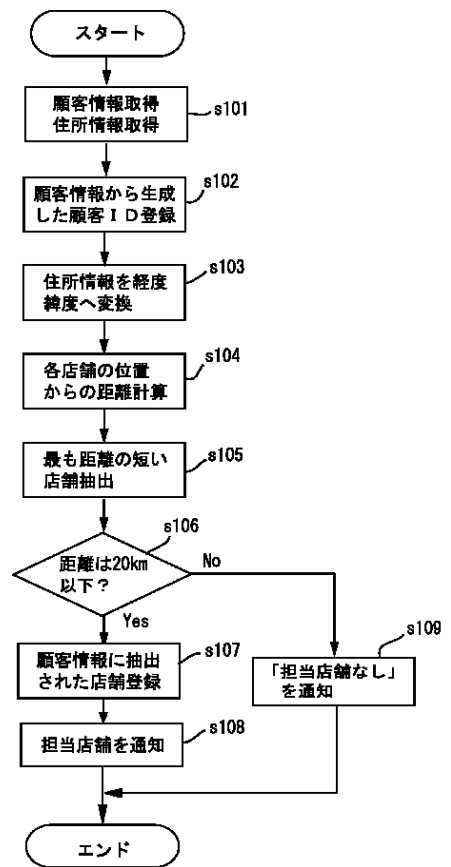 スタート
顧客情報取得
住所情報取得
s101
顧客情報から生成
した顧客ID登録
s102
住所情報を経度
緯度へ変換
s103
各店舗の位置
からの距離計算
s104
最も距離の短い
店舗抽出
s105
距離は20km
以下?
s106
No
Yes
顧客情報に抽出
された店舗登録
s107
「担当店舗なし」
を通知
s109
担当店舗を通知
s108
エンド